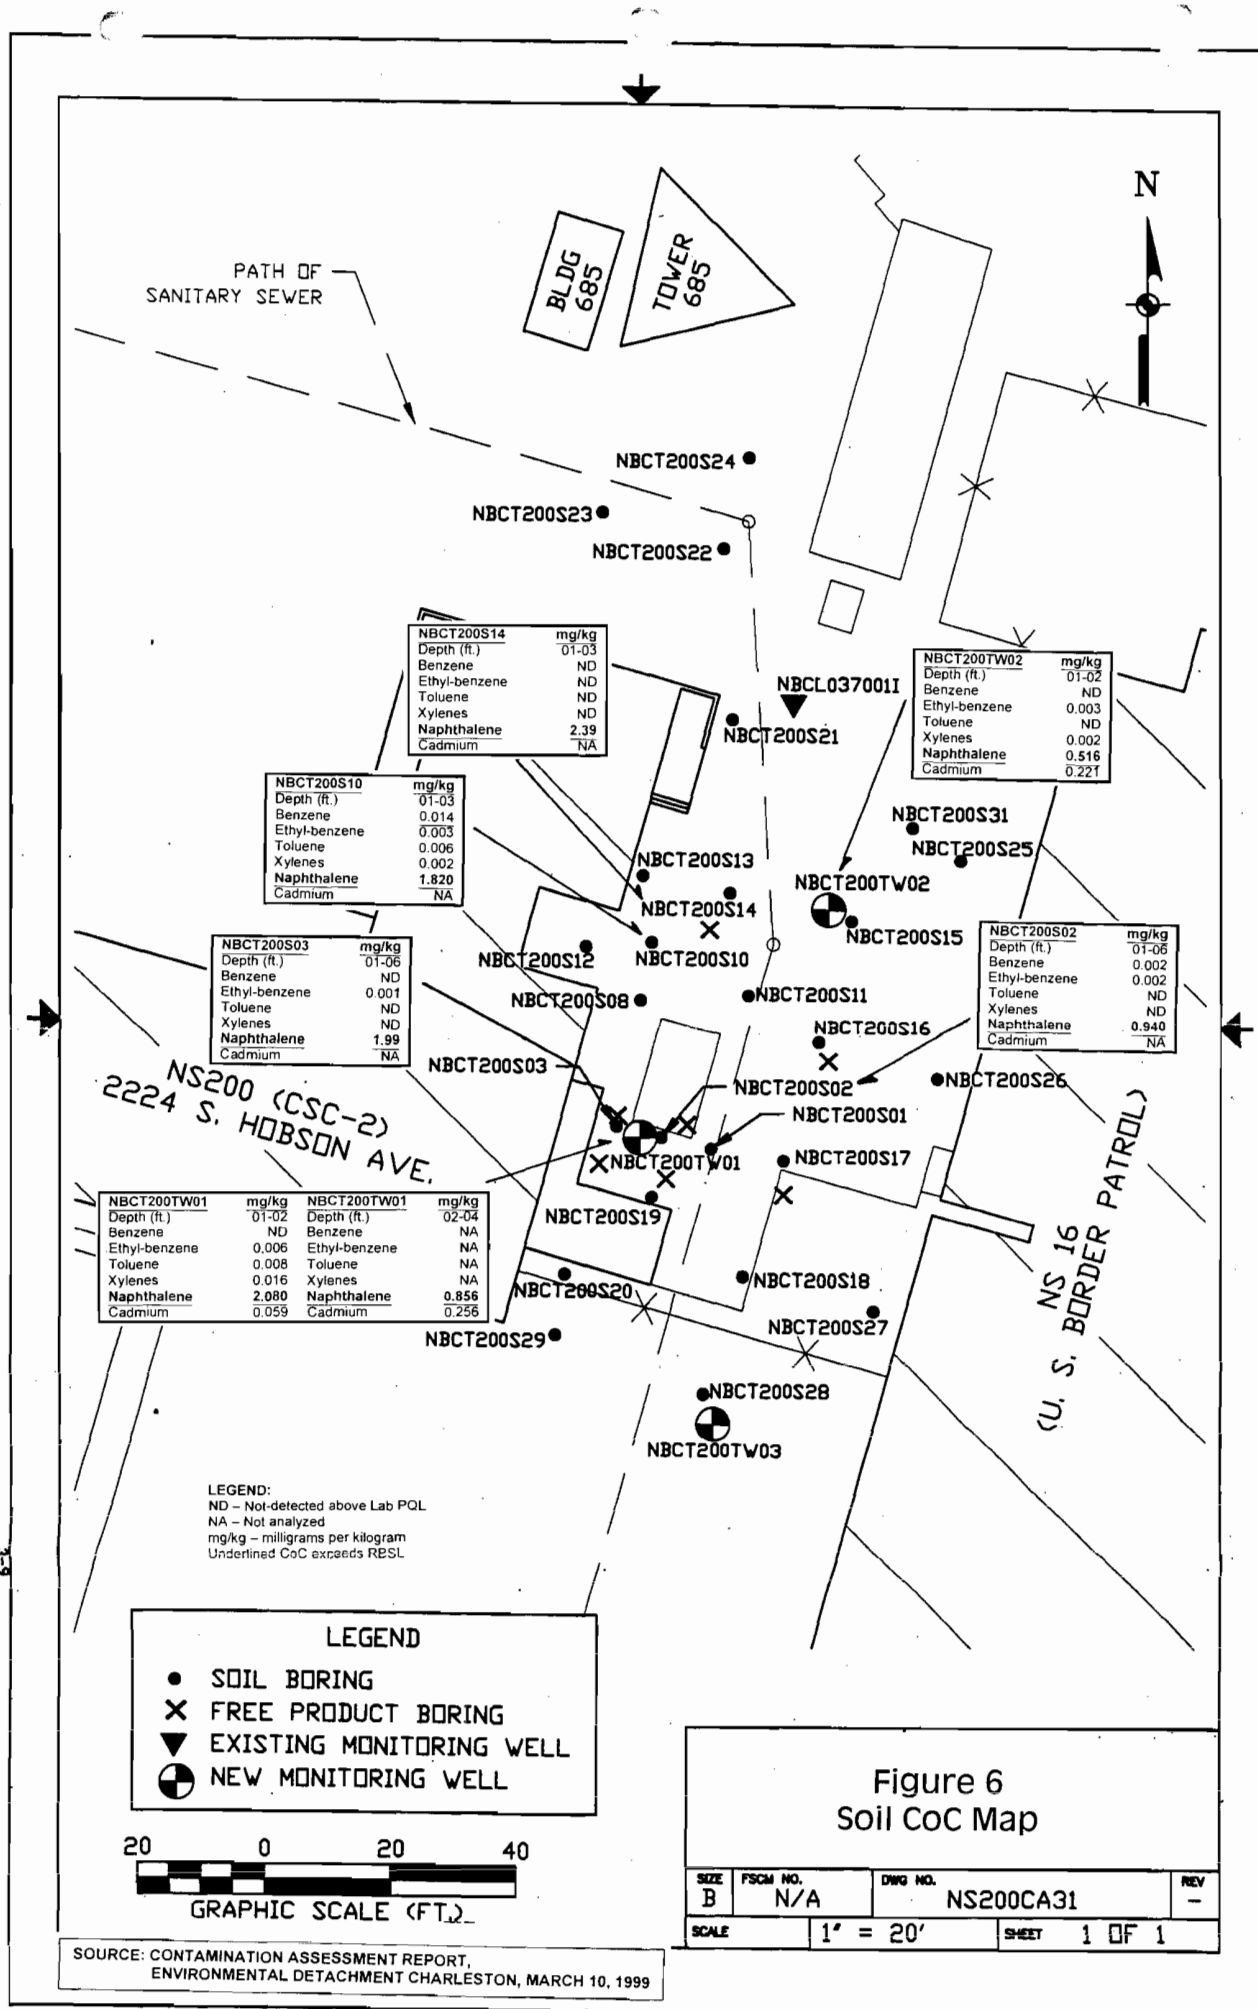 N
PATH OF
SANITARY SEWER
BLDG
685
TOWER
685
NBCT200S24
NBCT200S23
NBCT200S22
NBCT200S14 mg/kg
Depth (ft.) 01-03
Benzene ND
Ethyl-benzene ND
Toluene ND
Xylenes ND
Naphthalene 2.39
Cadmium NA
NBCL037001I
NBCT200S21
NBCT200TW02 mg/kg
Depth (ft.) 01-02
Benzene ND
Ethyl-benzene 0.003
Toluene ND
Xylenes 0.002
Naphthalene 0.516
Cadmium 0.221
NBCT200S10 mg/kg
Depth (ft.) 01-03
Benzene 0.014
Ethyl-benzene 0.003
Toluene 0.006
Xylenes 0.002
Naphthalene 1.820
Cadmium NA
NBCT200S31
NBCT200S25
NBCT200S13
NBCT200TW02
NBCT200S14
NBCT200S15
NBCT200S12
NBCT200S10
NBCT200S03 mg/kg
Depth (ft.) 01-06
Benzene ND
Ethyl-benzene 0.001
Toluene ND
Xylenes ND
Naphthalene 1.99
Cadmium NA
NBCT200S02 mg/kg
Depth (ft.) 01-06
Benzene 0.002
Ethyl-benzene 0.002
Toluene ND
Xylenes ND
Naphthalene 0.940
Cadmium NA
NBCT200S08
NBCT200S11
NBCT200S16
NBCT200S03
NBCT200S02
NBCT200S26
NBCT200S01
NS200 (CSC-2)
2224 S. HOBSON AVE.
NBCT200TW01
NBCT200S17
NBCT200S19
NS 16
(U. S. BORDER PATROL)
NBCT200TW01 mg/kg NBCT200TW01 mg/kg
Depth (ft.) 01-02 Depth (ft.) 02-04
Benzene ND Benzene NA
Ethyl-benzene 0.006 Ethyl-benzene NA
Toluene 0.008 Toluene NA
Xylenes 0.016 Xylenes NA
Naphthalene 2.080 Naphthalene 0.856
Cadmium 0.059 Cadmium 0.256
NBCT200S20
NBCT200S18
NBCT200S29
NBCT200S27
NBCT200S28
NBCT200TW03
LEGEND:
ND – Not-detected above Lab PQL
NA – Not analyzed
mg/kg – milligrams per kilogram
Underlined CoC exceeds RBSL
LEGEND
SOIL BORING
FREE PRODUCT BORING
EXISTING MONITORING WELL
NEW MONITORING WELL
20 0 20 40
GRAPHIC SCALE (FT.)
Figure 6
Soil CoC Map
SIZE FSCM NO. DWG NO. REV
B N/A NS200CA31 -
SCALE 1" = 20' SHEET 1 OF 1
SOURCE: CONTAMINATION ASSESSMENT REPORT,
ENVIRONMENTAL DETACHMENT CHARLESTON, MARCH 10, 1999